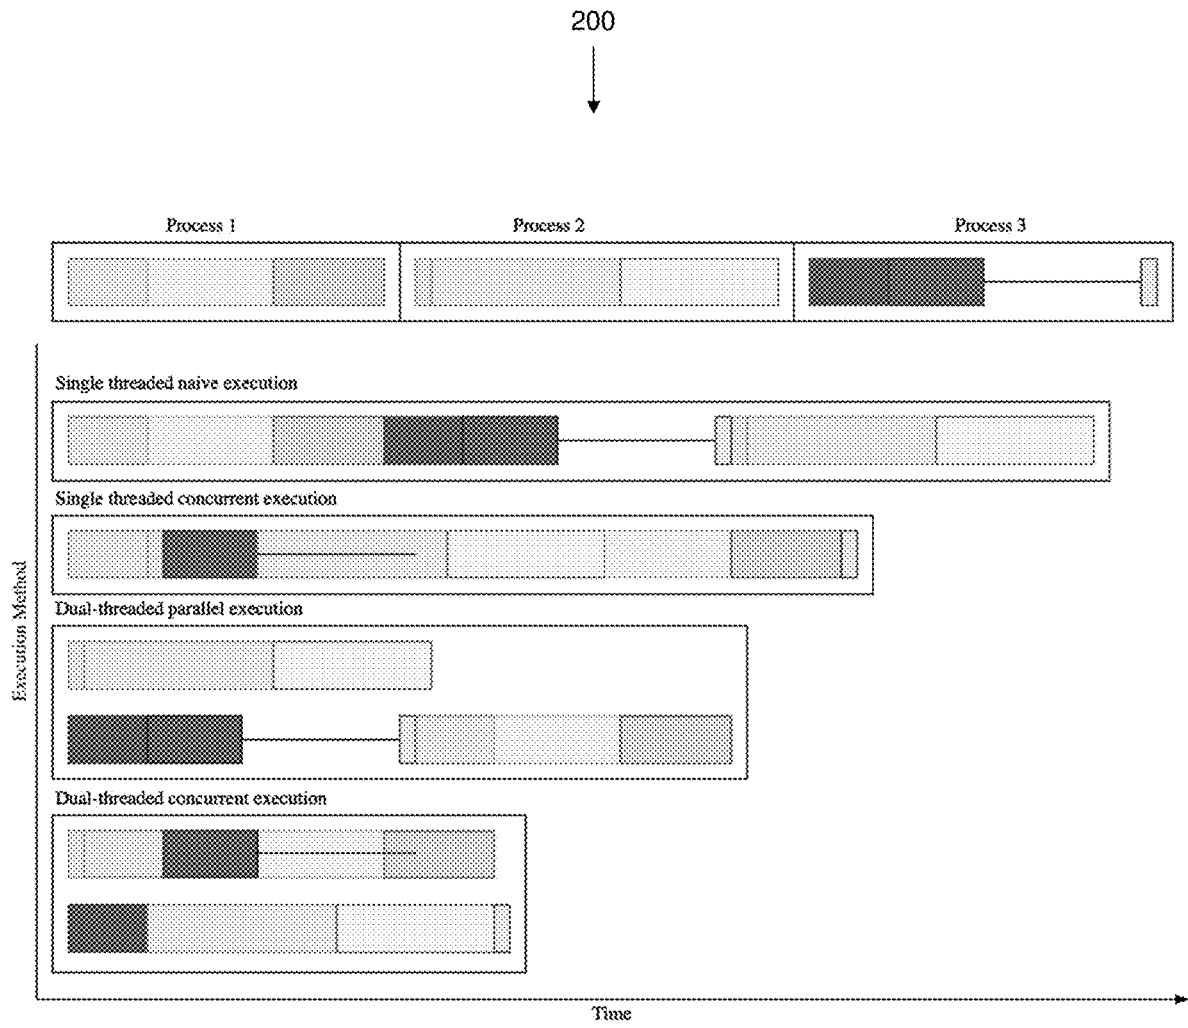 200
Process 1
Process 2
Process 3
Single threaded naive execution
Single threaded concurrent execution
Dual-threaded parallel execution
Dual-threaded concurrent execution
Execution Method
Time